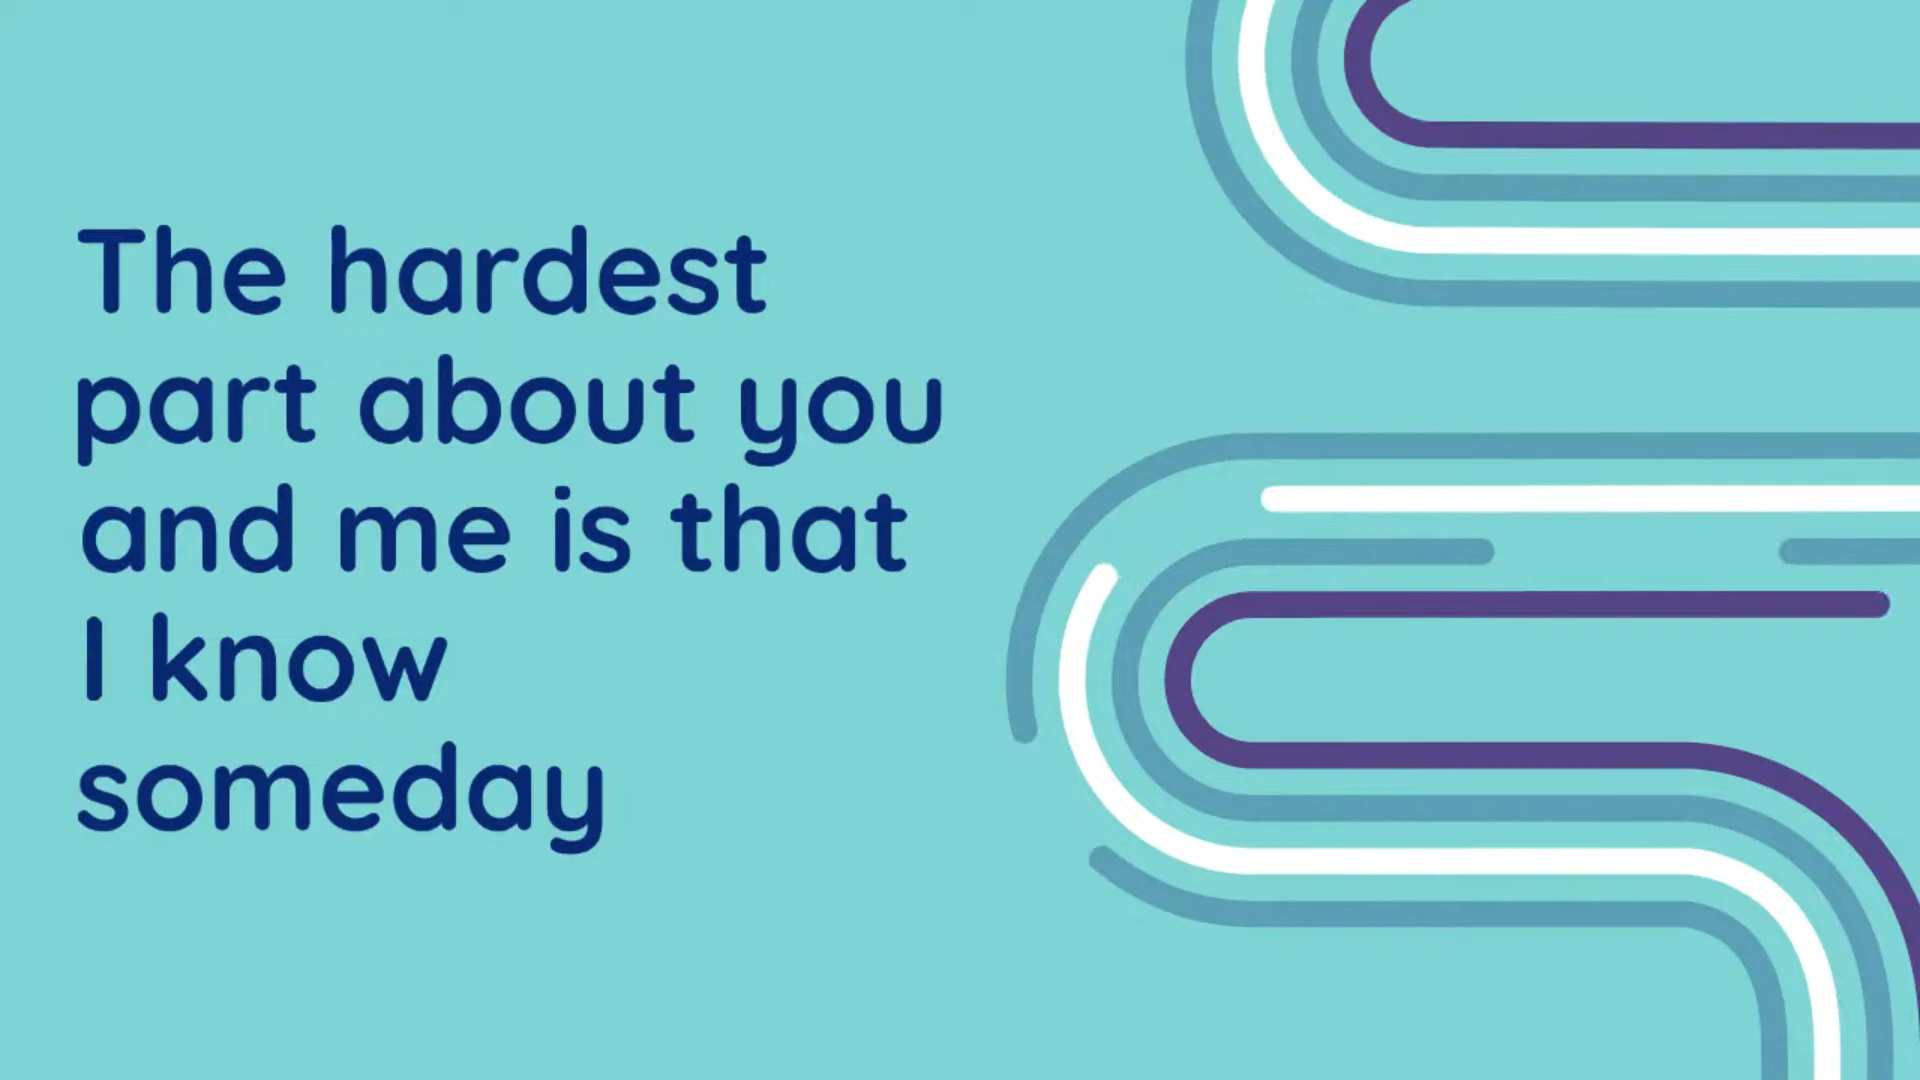 The hardest
part about you
and me is that
I know
someday